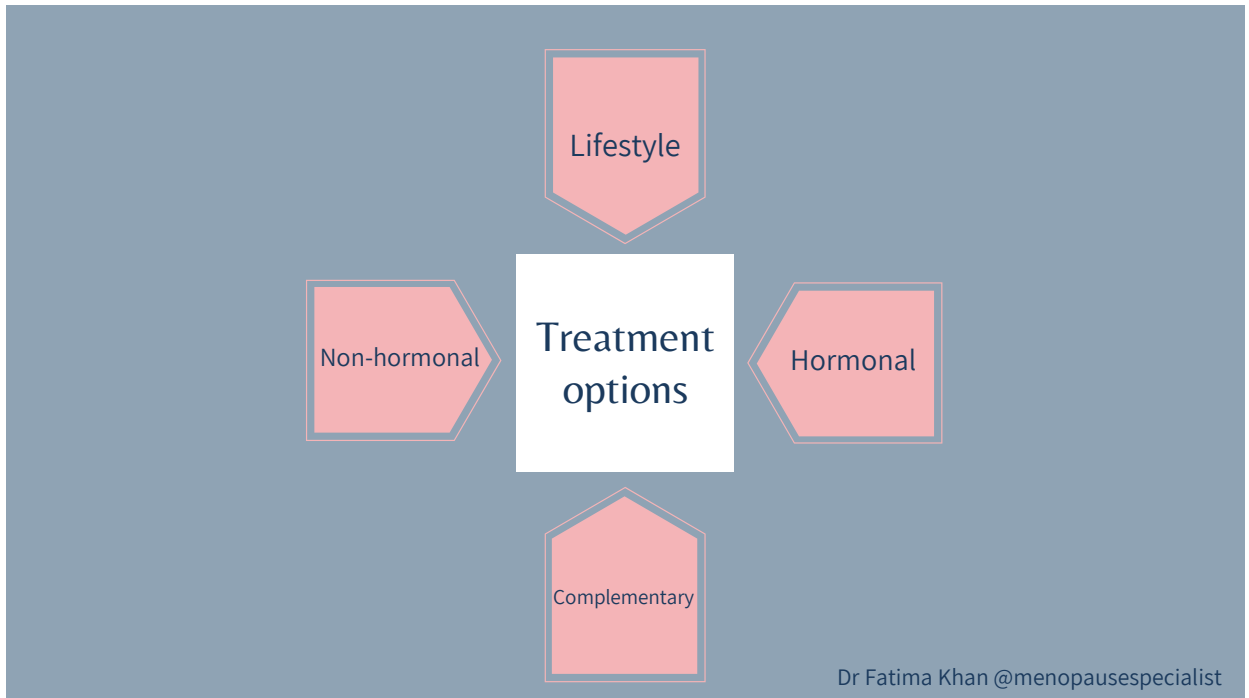 Lifestyle
Non-hormonal
Treatment
options
Hormonal
Complementary
Dr Fatima Khan @menopausespecialist